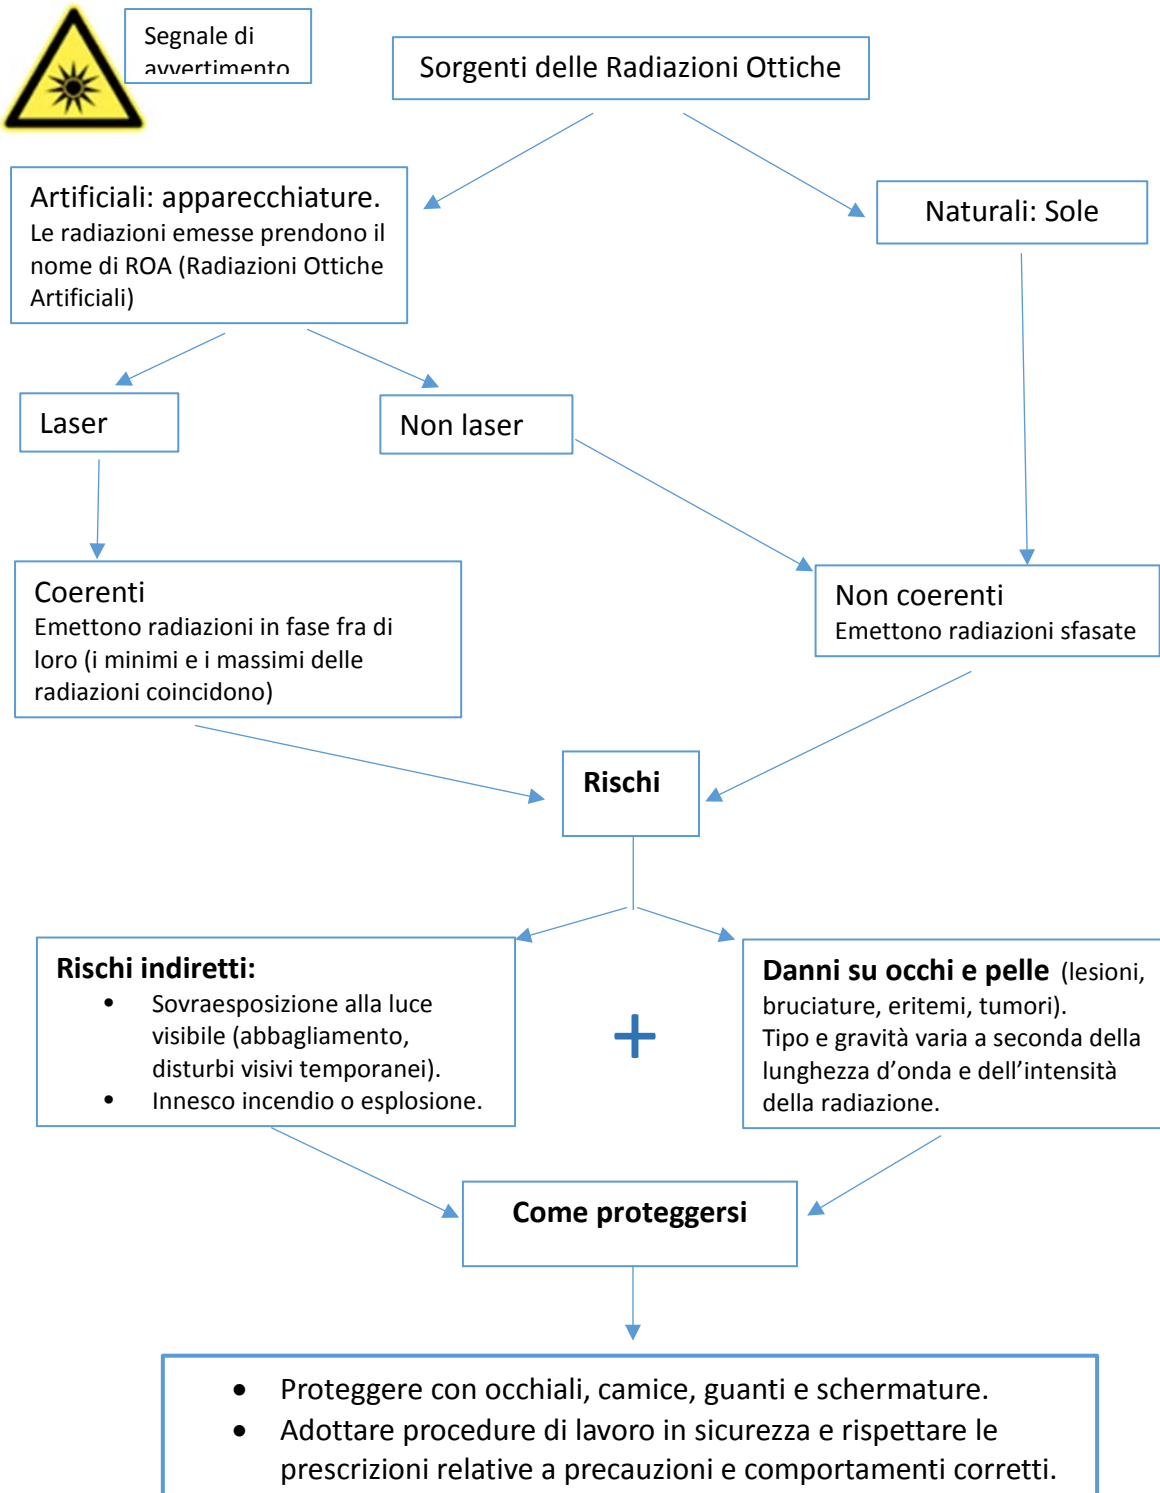 Segnale di
avvertimento
Sorgenti delle Radiazioni Ottiche
Artificiali: apparecchiature.
Le radiazioni emesse prendono il
nome di ROA (Radiazioni Ottiche
Artificiali)
Naturali: Sole
Laser
Non laser
Coerenti
Emettono radiazioni in fase fra di
loro (i minimi e i massimi delle
radiazioni coincidono)
Non coerenti
Emettono radiazioni sfasate
Rischi
Rischi indiretti:
▪ Sovraesposizione alla luce
visibile (abbagliamento,
disturbi visivi temporanei).
▪ Innesco incendio o esplosione.
+
Danni su occhi e pelle (lesioni,
bruciature, eritemi, tumori).
Tipo e gravità varia a seconda della
lunghezza d’onda e dell’intensità
della radiazione.
Come proteggersi
• Proteggere con occhiali, camice, guanti e schermature.
• Adottare procedure di lavoro in sicurezza e rispettare le
prescrizioni relative a precauzioni e comportamenti corretti.